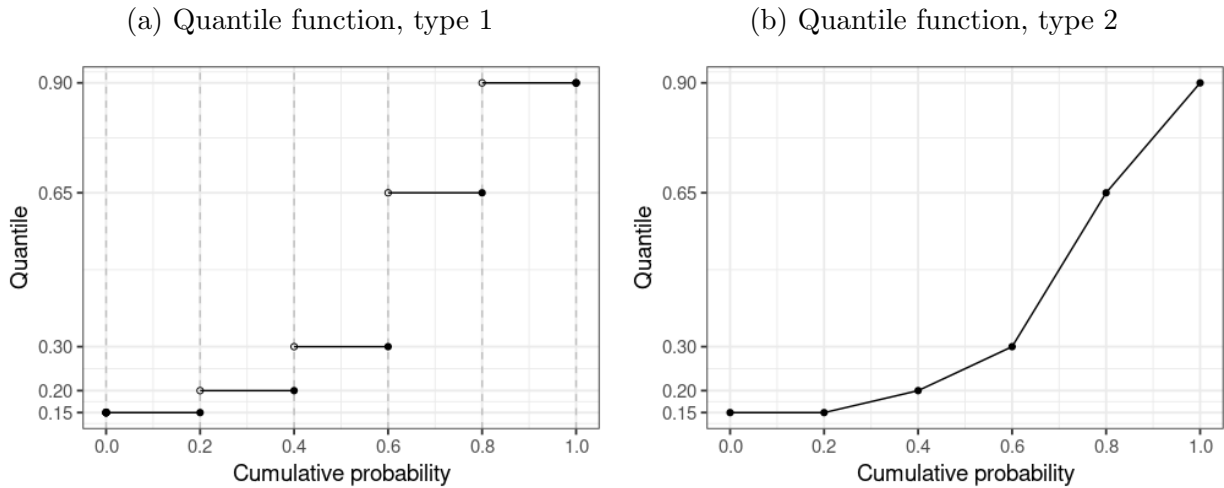 (a) Quantile function, type 1
0.90
0.65
0.30
0.20
0.15
Quantile
0.0 0.2 0.4 0.6 0.8 1.0
Cumulative probability
(b) Quantile function, type 2
0.90
0.65
0.30
0.20
0.15
Quantile
0.0 0.2 0.4 0.6 0.8 1.0
Cumulative probability